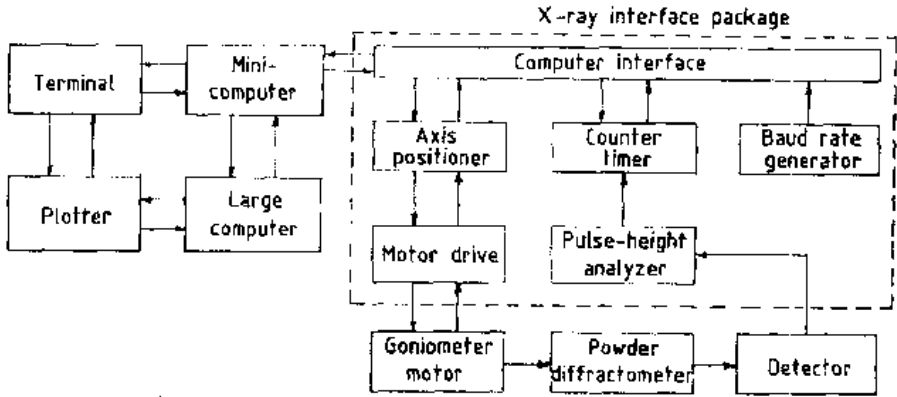 X-ray interface package
Terminal
Mini-
computer
Computer interface
Axis
positioner
Counter
timer
Baud rate
generator
Plotter
Large
computer
Motor drive
Pulse-height
analyzer
Goniometer
motor
Powder
diffractometer
Detector